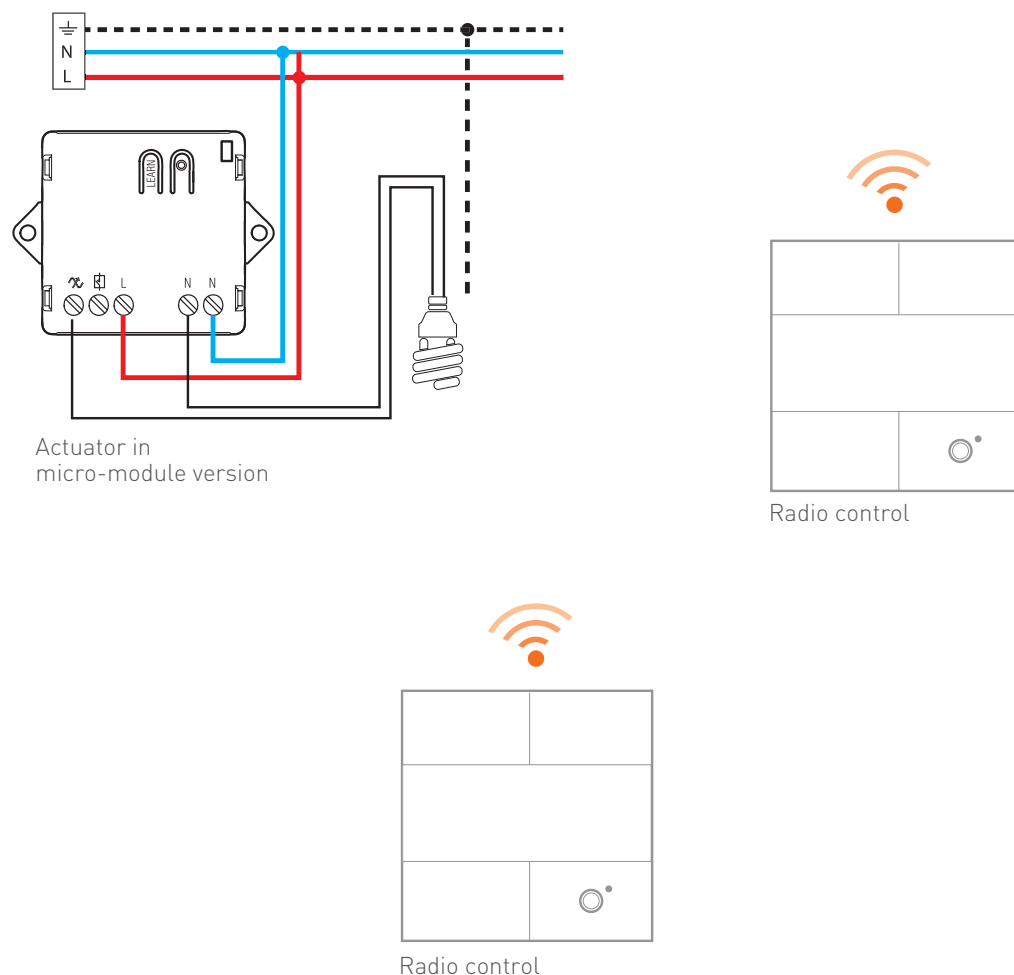 N
L
LEARN
L N N
Actuator in
micro-module version
Radio control
Radio control